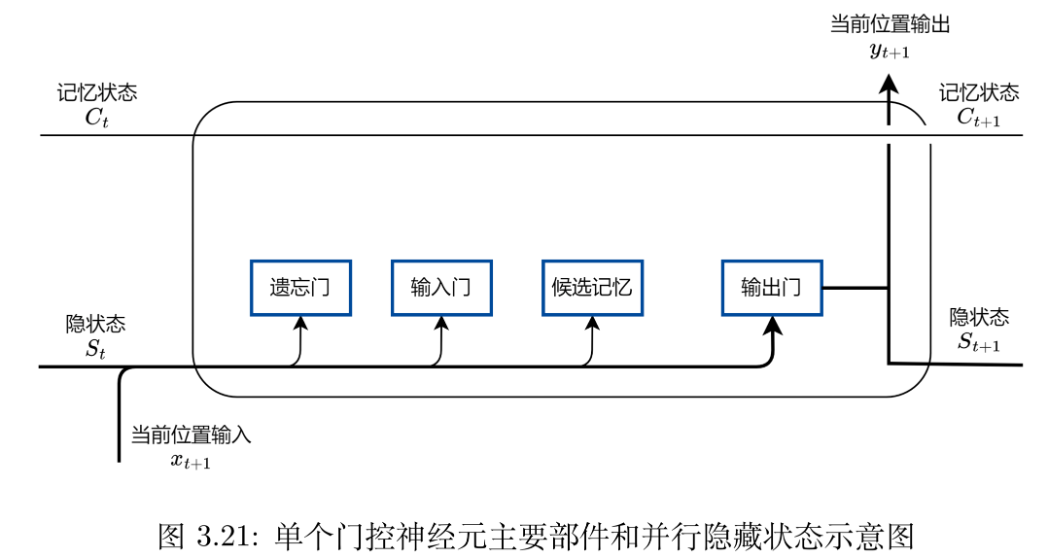 当前位置输出
y_{t+1}
记忆状态
C_t
记忆状态
C_{t+1}
遗忘门
输入门
候选记忆
输出门
隐状态
S_t
隐状态
S_{t+1}
当前位置输入
x_{t+1}
图 3.21: 单个门控神经元主要部件和并行隐藏状态示意图